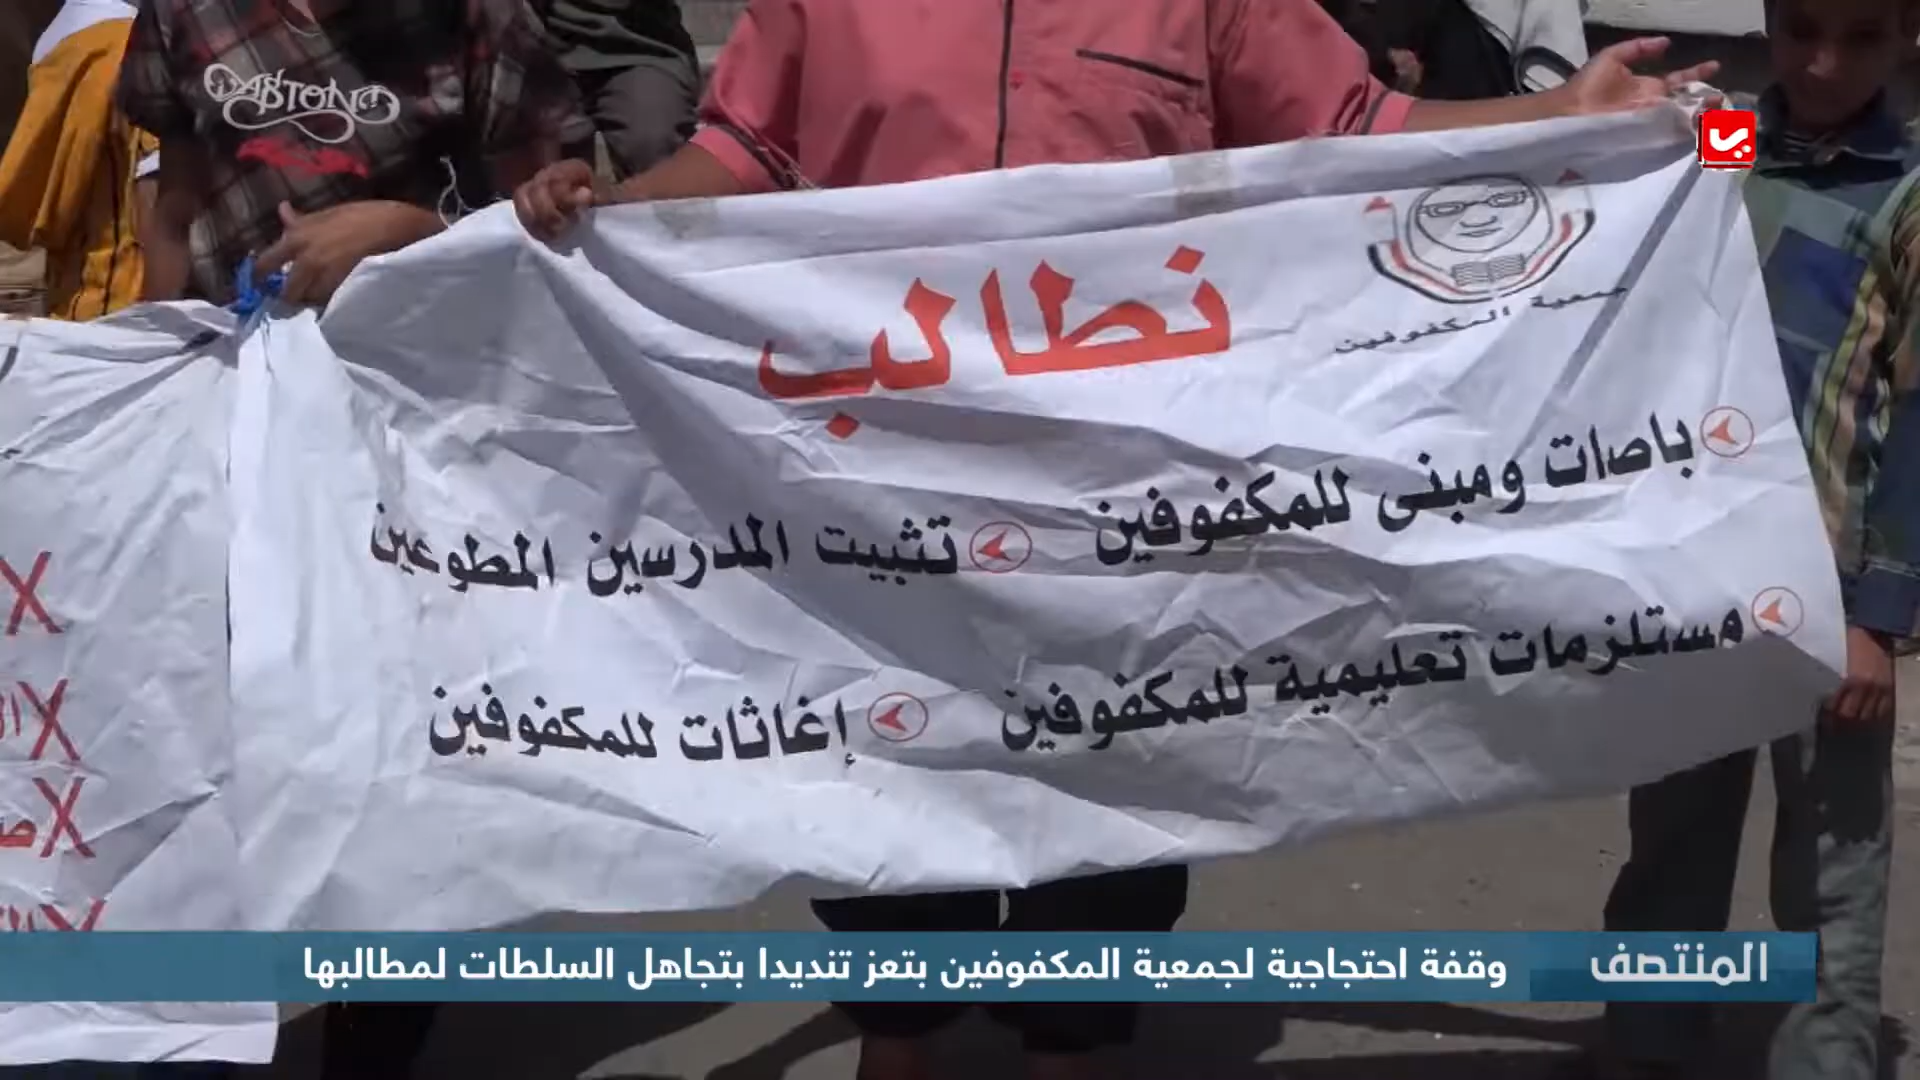 DASTONI
نطالب
جمعية المكفوفين
باصات ومبنى للمكفوفين
تثبيت المدرسين المطوعين
مستلزمات تعليمية للمكفوفين
إغاثات للمكفوفين
X
X
X
X
المنتصف
وقفة احتجاجية لجمعية المكفوفين بتعز تنديدا بتجاهل السلطات لمطالبها